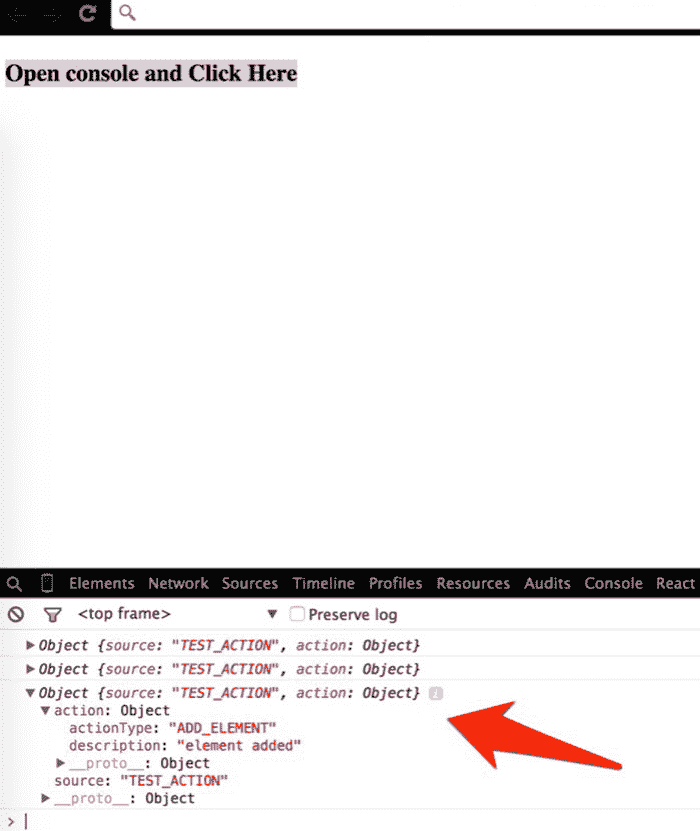 Open console and Click Here
Elements Network Sources Timeline Profiles Resources Audits Console React
<top frame> ▼ Preserve log
▶Object {source: "TEST_ACTION", action: Object}
▶Object {source: "TEST_ACTION", action: Object}
▼Object {source: "TEST_ACTION", action: Object} i
▼action: Object
actionType: "ADD_ELEMENT"
description: "element added"
▶__proto__: Object
source: "TEST_ACTION"
▶__proto__: Object
>